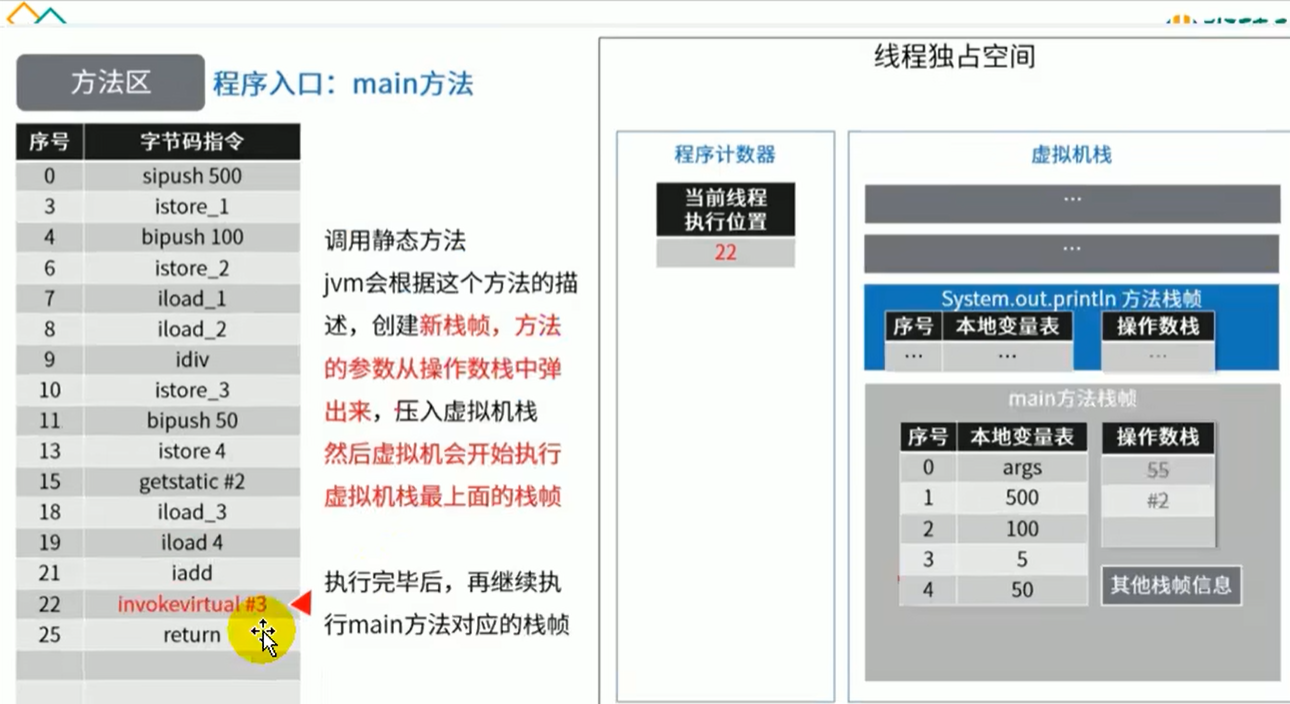 方法区
程序入口：main方法
序号 字节码指令
0 sipush 500
3 istore_1
4 bipush 100
6 istore_2
7 iload_1
8 iload_2
9 idiv
10 istore_3
11 bipush 50
13 istore 4
15 getstatic #2
18 iload_3
19 iload 4
21 iadd
22 invokevirtual #3
25 return
调用静态方法
jvm会根据这个方法的描
述，创建新栈帧，方法
的参数从操作数栈中弹
出来，压入虚拟机栈
然后虚拟机会开始执行
虚拟机栈最上面的栈帧
执行完毕后，再继续执
行main方法对应的栈帧
线程独占空间
程序计数器
当前线程
执行位置
22
虚拟机栈
...
...
System.out.println 方法栈帧
序号 本地变量表 操作数栈
... ... ...
main方法栈帧
序号 本地变量表 操作数栈
0 args 55
1 500 #2
2 100
3 5
4 50
其他栈帧信息